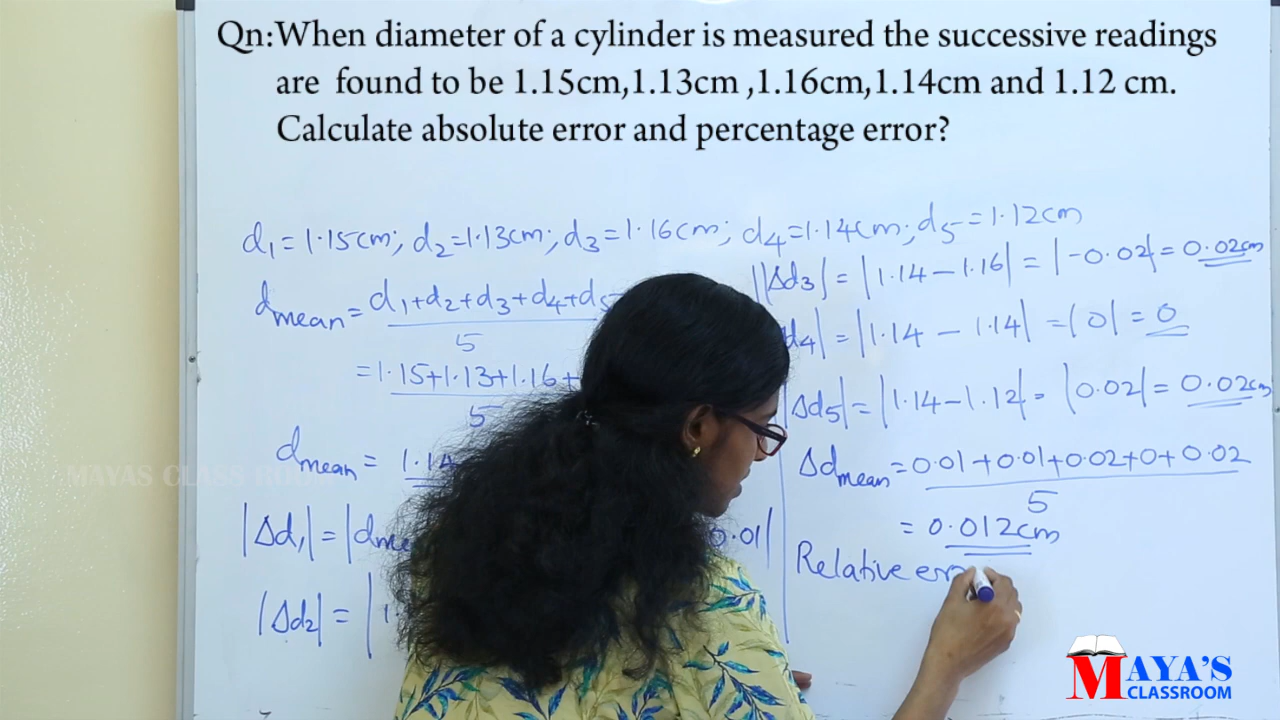 Qn:When diameter of a cylinder is measured the successive readings
are found to be 1.15cm,1.13cm ,1.16cm,1.14cm and 1.12 cm.
Calculate absolute error and percentage error?
d1 = 1.15cm; d2 = 1.13cm; d3 = 1.16cm; d4 = 1.14cm; d5 = 1.12cm
dmean = d1+d2+d3+d4+d5
5
= 1.15+1.13+1.16+
5
dmean = 1.14
|Δd1| = |dme
0.01|
|Δd2| = |1.
||Δd3| = |1.14 - 1.16| = |-0.02| = 0.02cm
d4| = |1.14 - 1.14| = |0| = 0
|Δd5| = |1.14-1.12| = |0.02| = 0.02cm
Δdmean = 0.01+0.01+0.02+0+0.02
5
= 0.012cm
Relative err
MAYAS CLASS ROOM
MAYA'S
CLASSROOM